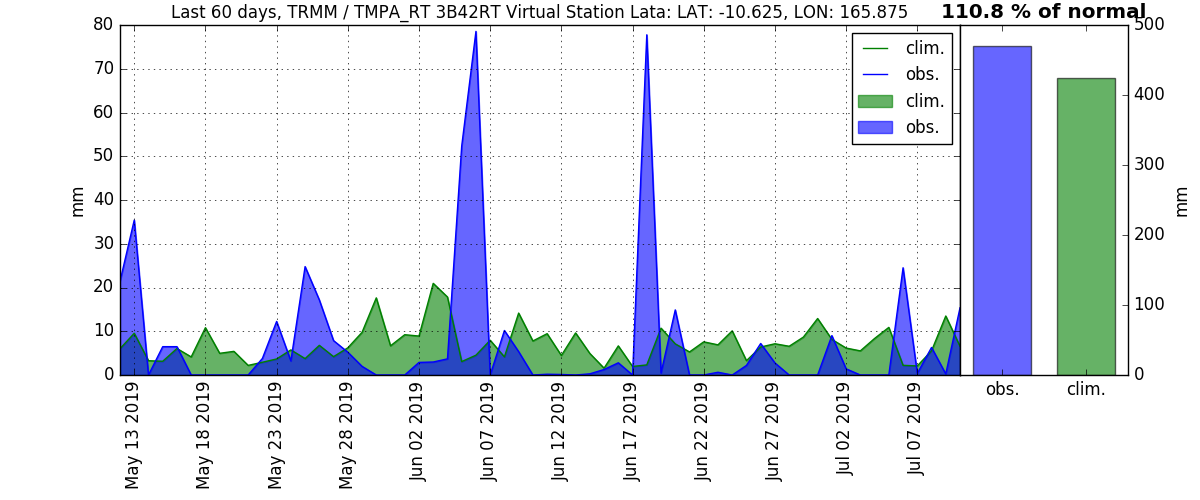 Last 60 days, TRMM / TMPA_RT 3B42RT Virtual Station Lata: LAT: -10.625, LON: 165.875
110.8 % of normal
80
70
60
50
40
30
20
10
0
mm
clim.
obs.
clim.
obs.
May 13 2019
May 18 2019
May 23 2019
May 28 2019
Jun 02 2019
Jun 07 2019
Jun 12 2019
Jun 17 2019
Jun 22 2019
Jun 27 2019
Jul 02 2019
Jul 07 2019
500
400
300
200
100
0
mm
obs.
clim.